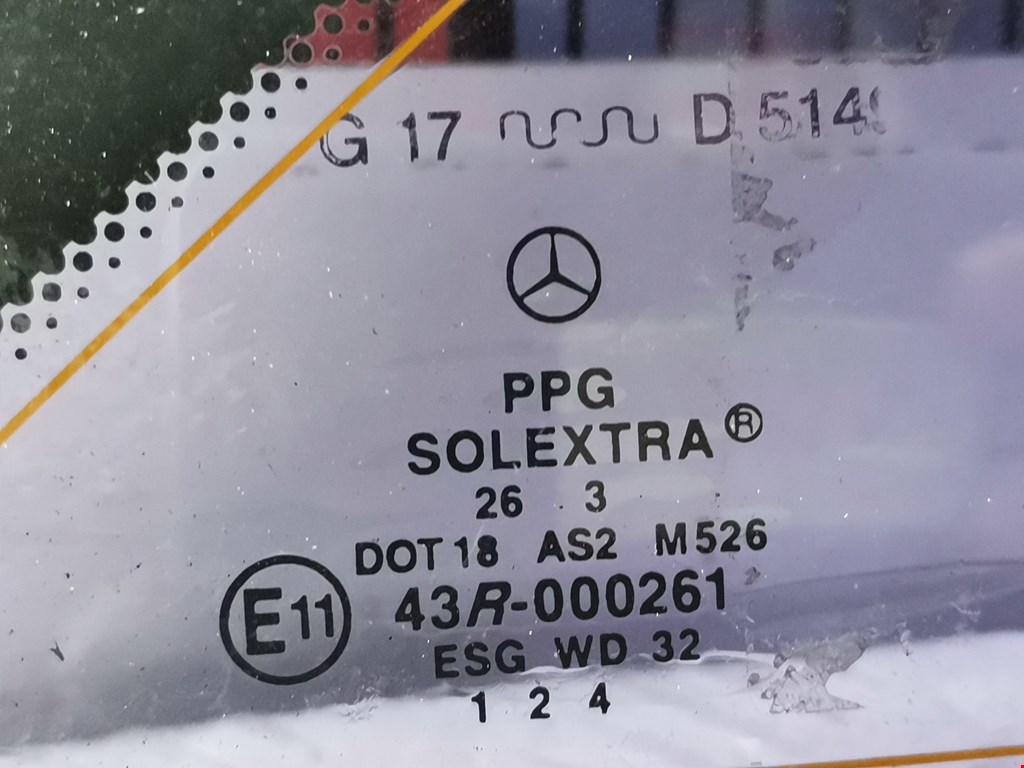 G 17 D 514
PPG
SOLEXTRA®
26 3
DOT 18 AS2 M526
E11 43R-000261
ESG WD 32
1 2 4